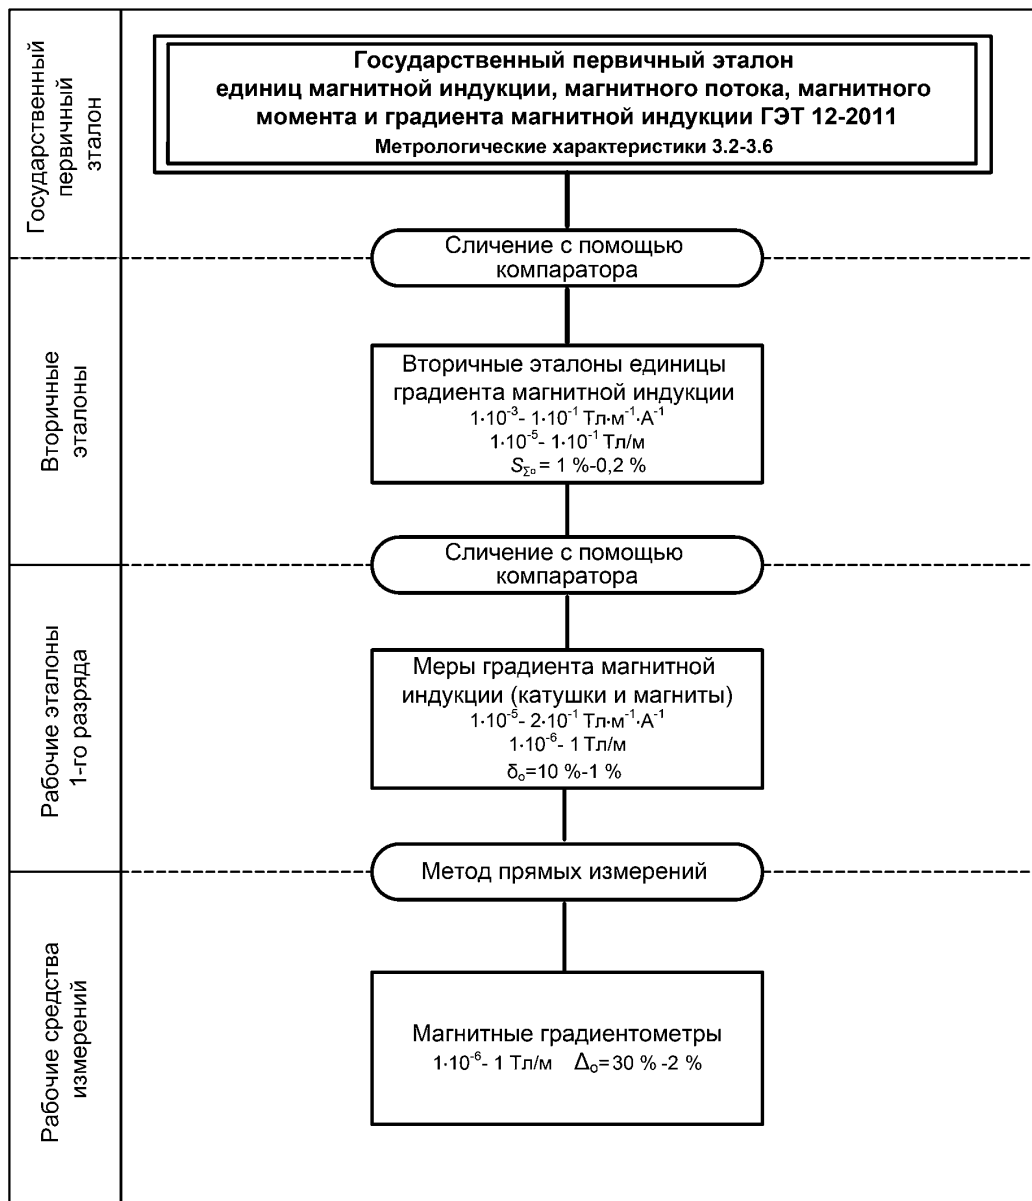 Государственный
первичный
эталон
Государственный первичный эталон
единиц магнитной индукции, магнитного потока, магнитного
момента и градиента магнитной индукции ГЭТ 12-2011
Метрологические характеристики 3.2-3.6
Сличение с помощью
компаратора
Вторичные
эталоны
Вторичные эталоны единицы
градиента магнитной индукции
1·10⁻³- 1·10⁻¹ Тл·м⁻¹·А⁻¹
1·10⁻⁵- 1·10⁻¹ Тл/м
S_Σₒ = 1 %-0,2 %
Сличение с помощью
компаратора
Рабочие эталоны
1-го разряда
Меры градиента магнитной
индукции (катушки и магниты)
1·10⁻⁵- 2·10⁻¹ Тл·м⁻¹·А⁻¹
1·10⁻⁶- 1 Тл/м
δₒ=10 %-1 %
Метод прямых измерений
Рабочие средства
измерений
Магнитные градиентометры
1·10⁻⁶- 1 Тл/м Δₒ=30 % -2 %